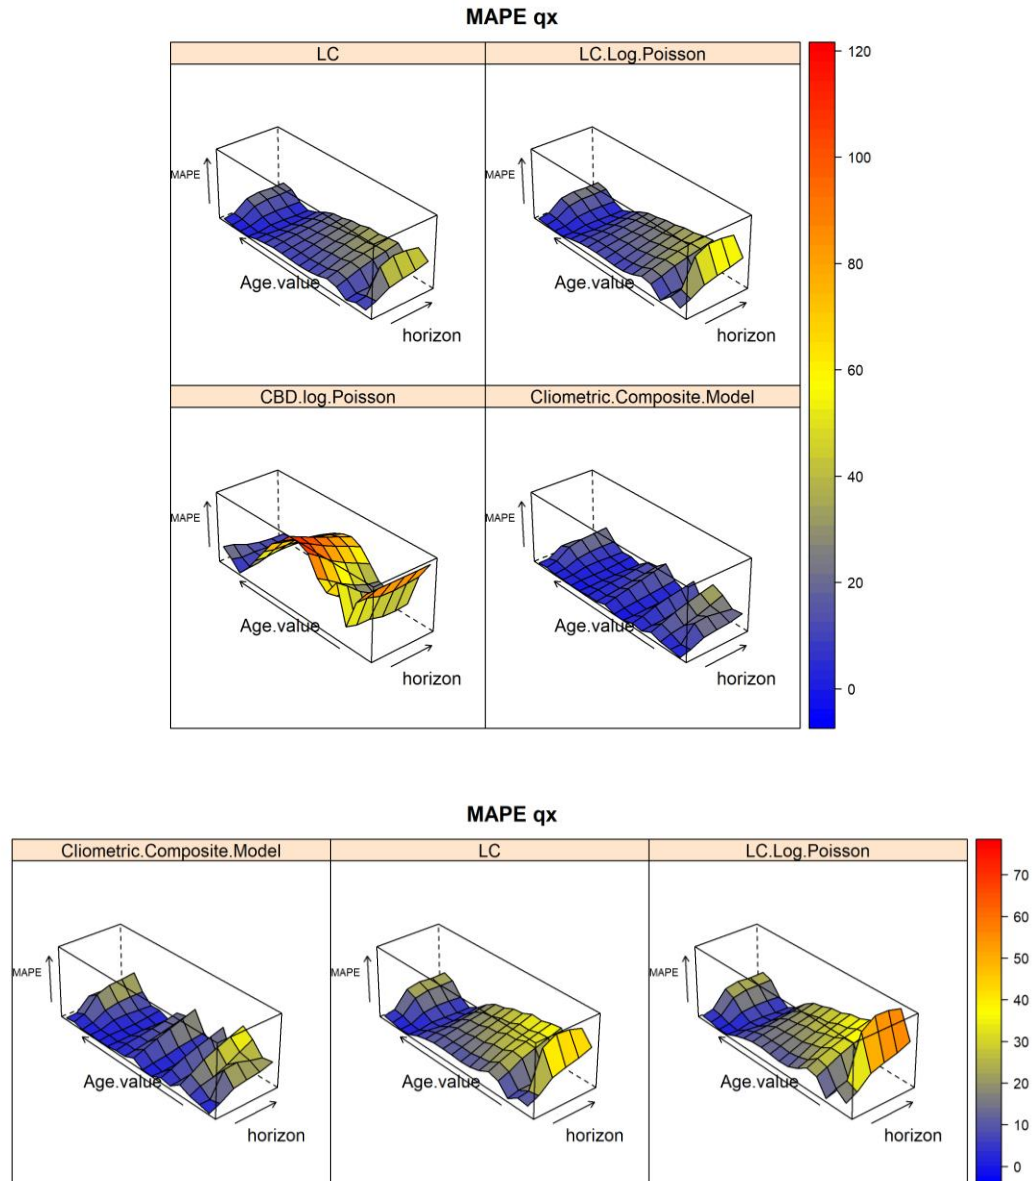 MAPE qx
LC
LC.Log.Poisson
MAPE
Age.value
horizon
MAPE
Age.value
horizon
CBD.log.Poisson
Cliometric.Composite.Model
MAPE
Age.value
horizon
MAPE
Age.value
horizon
120
100
80
60
40
20
0
MAPE qx
Cliometric.Composite.Model
LC
LC.Log.Poisson
MAPE
Age.value
horizon
MAPE
Age.value
horizon
MAPE
Age.value
horizon
70
60
50
40
30
20
10
0